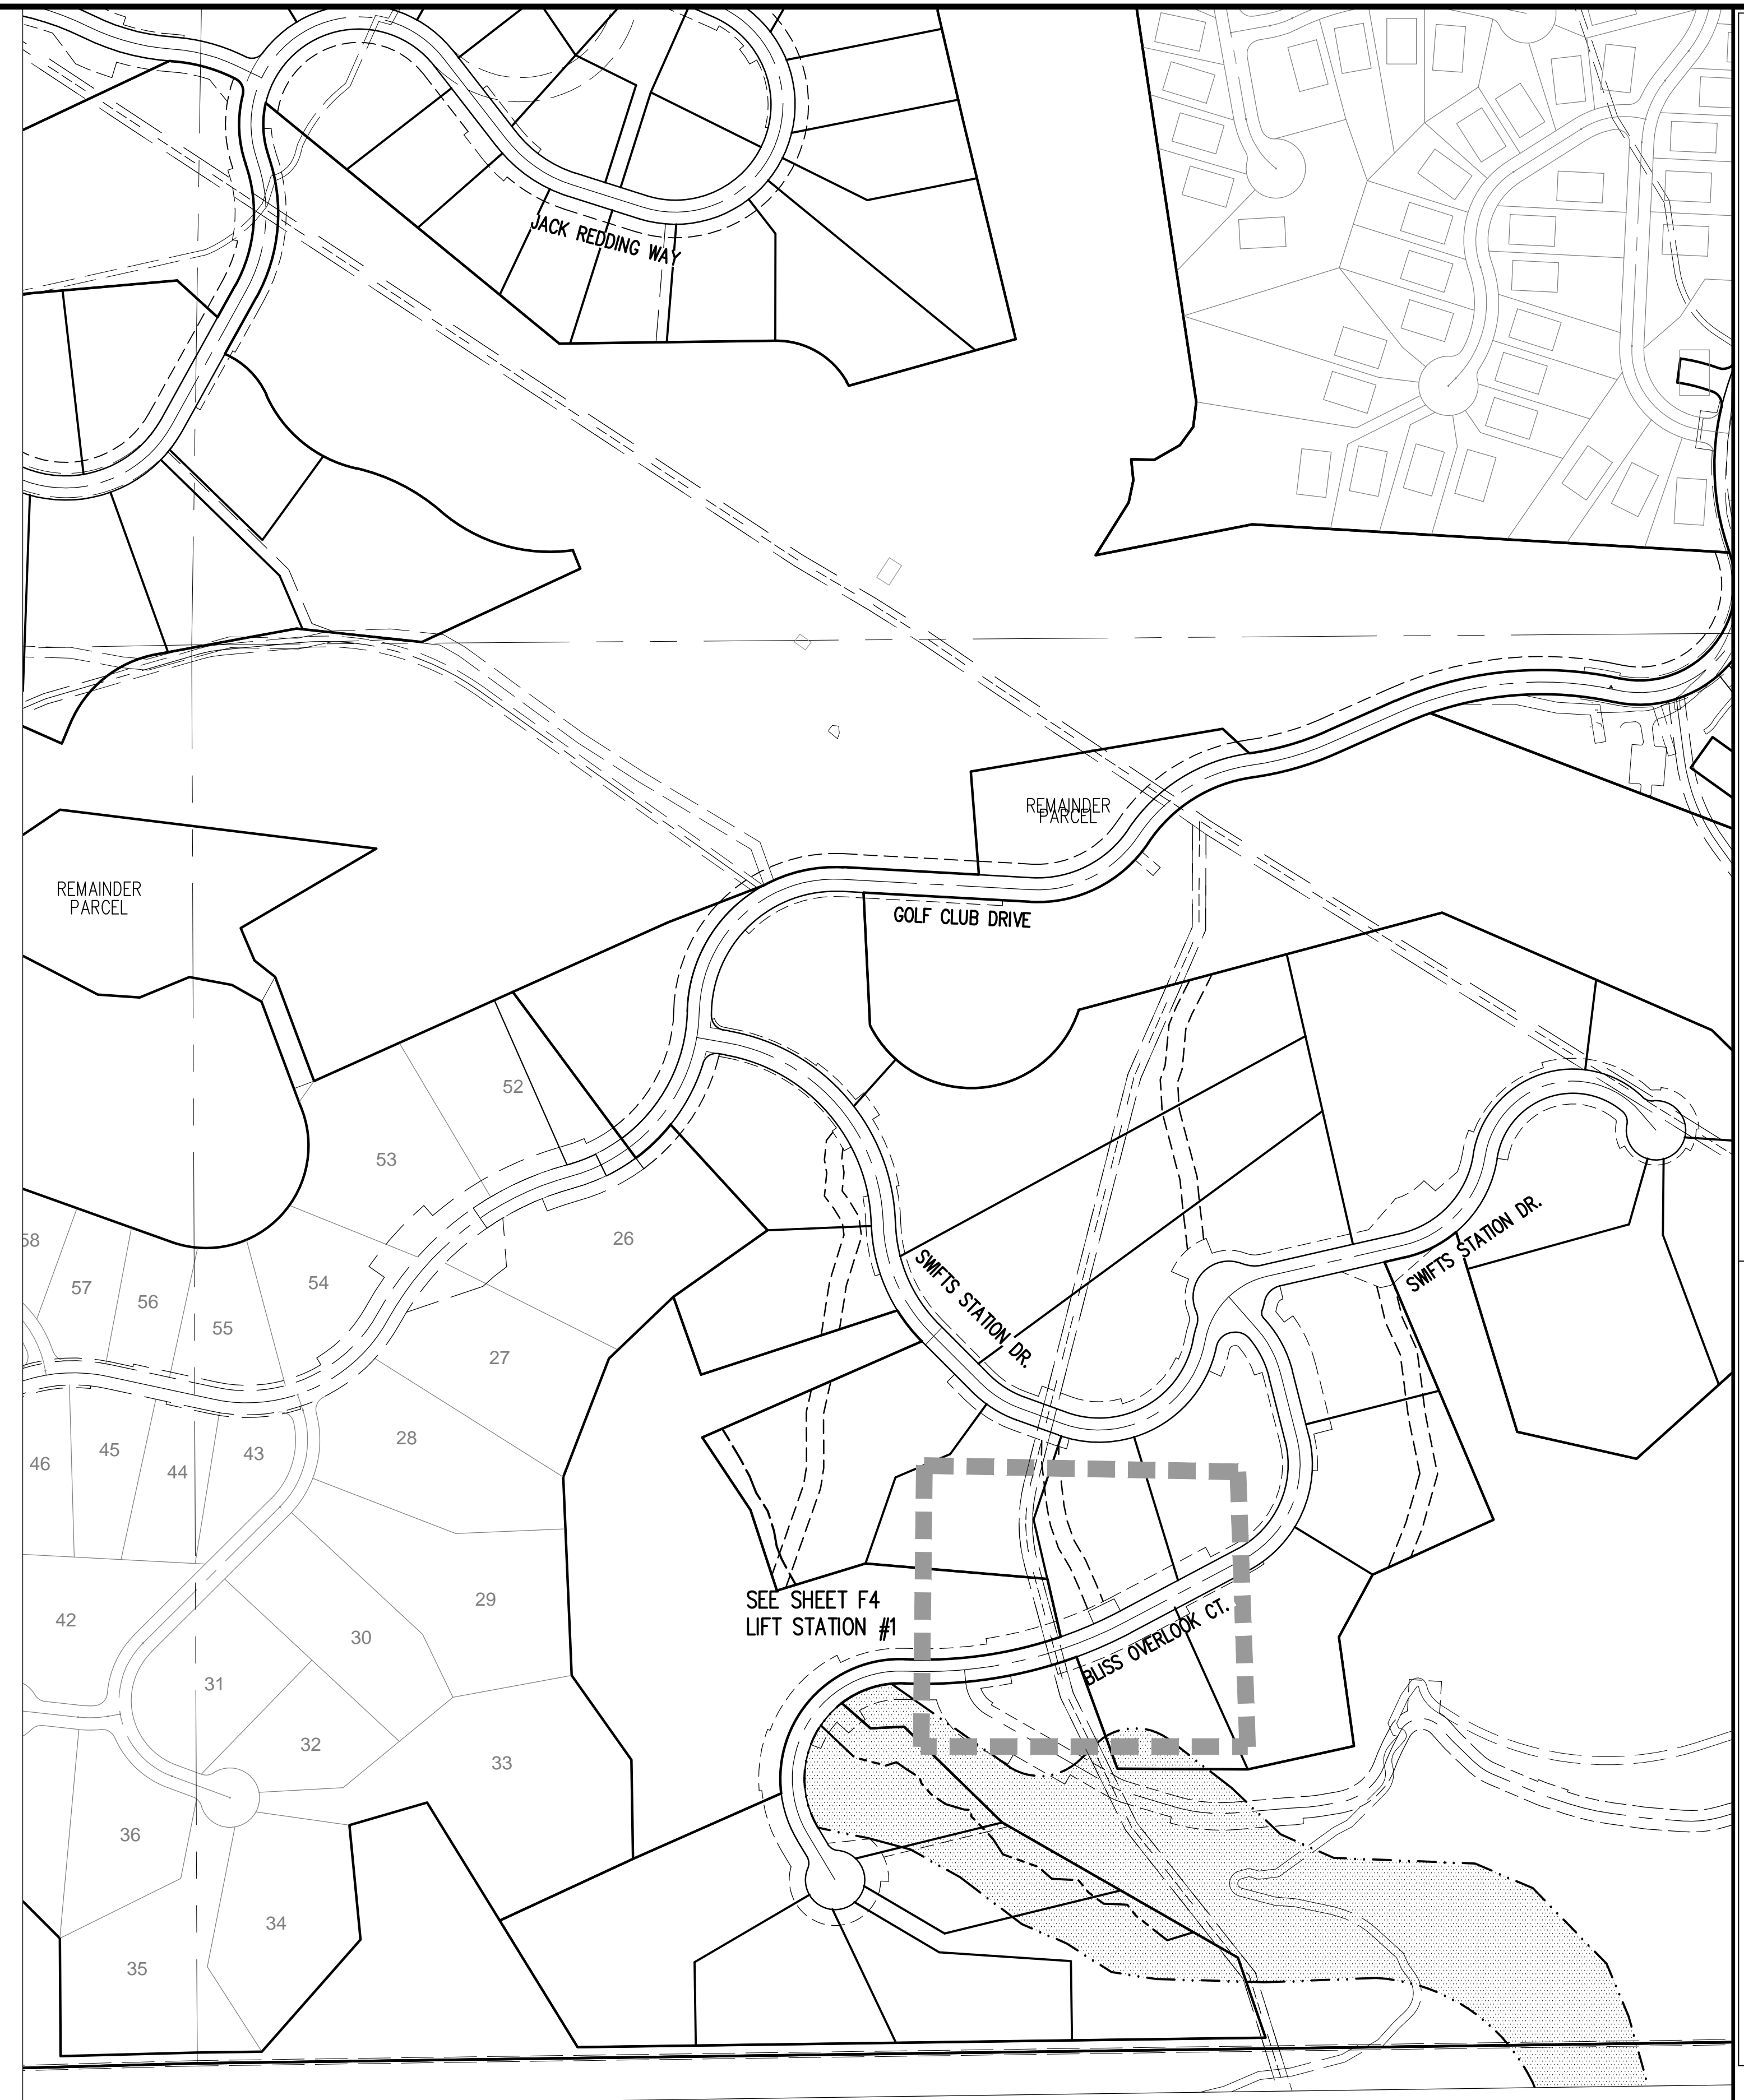 JACK REDDING WAY
REMAINDER
PARCEL
REMAINDER
PARCEL
GOLF CLUB DRIVE
52
53
26
SWIFTS STATION DR.
SWIFTS STATION DR.
58
57
56
54
55
27
28
46
45
44
43
29
SEE SHEET F4
LIFT STATION #1
42
30
BLISS OVERLOOK CT.
31
32
33
36
34
35